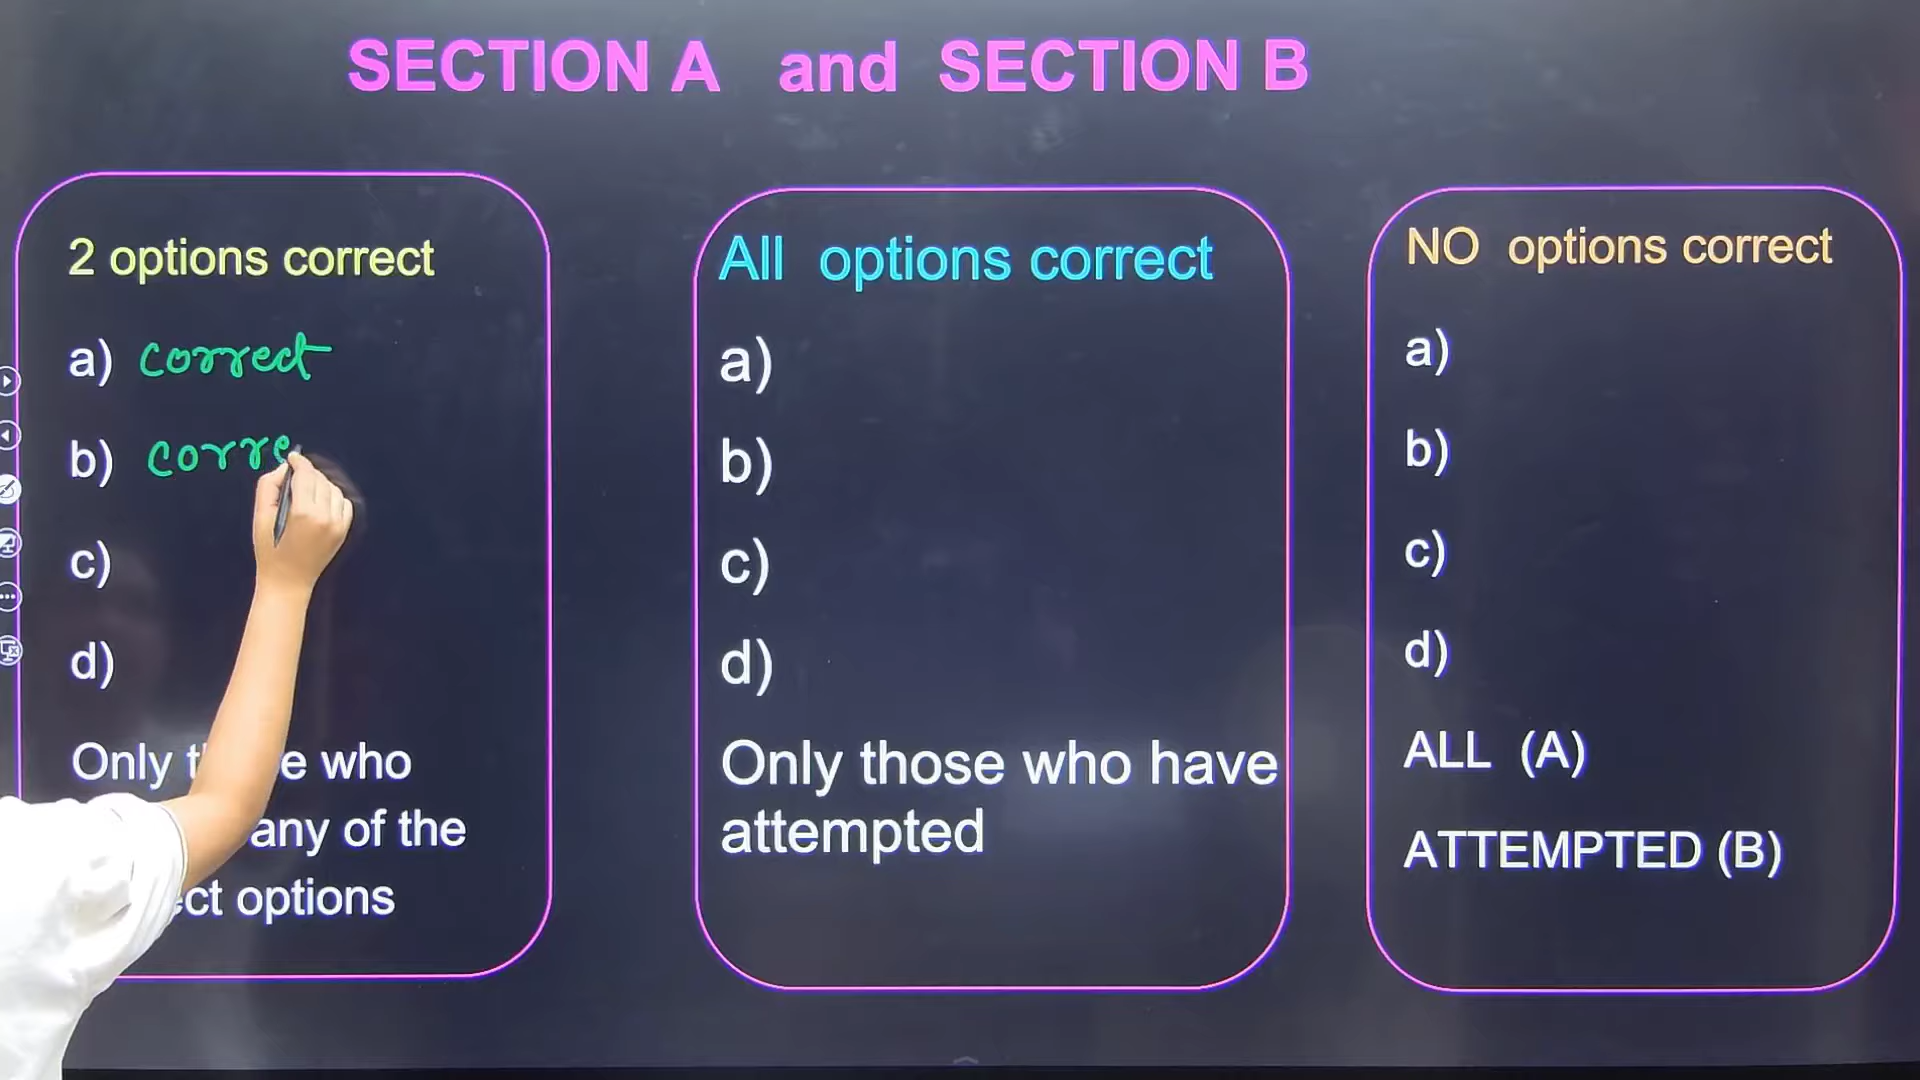 SECTION A and SECTION B
2 options correct
a) correct
b) corre
c)
d)
Only who
any of the
options
All options correct
a)
b)
c)
d)
Only those who have
attempted
NO options correct
a)
b)
c)
d)
ALL (A)
ATTEMPTED (B)